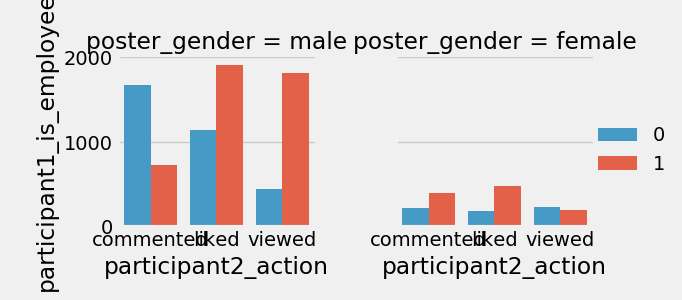 participant1_is_employee
poster_gender = male
poster_gender = female
2000
1000
0
commented liked viewed
commented liked viewed
participant2_action
participant2_action
0
1